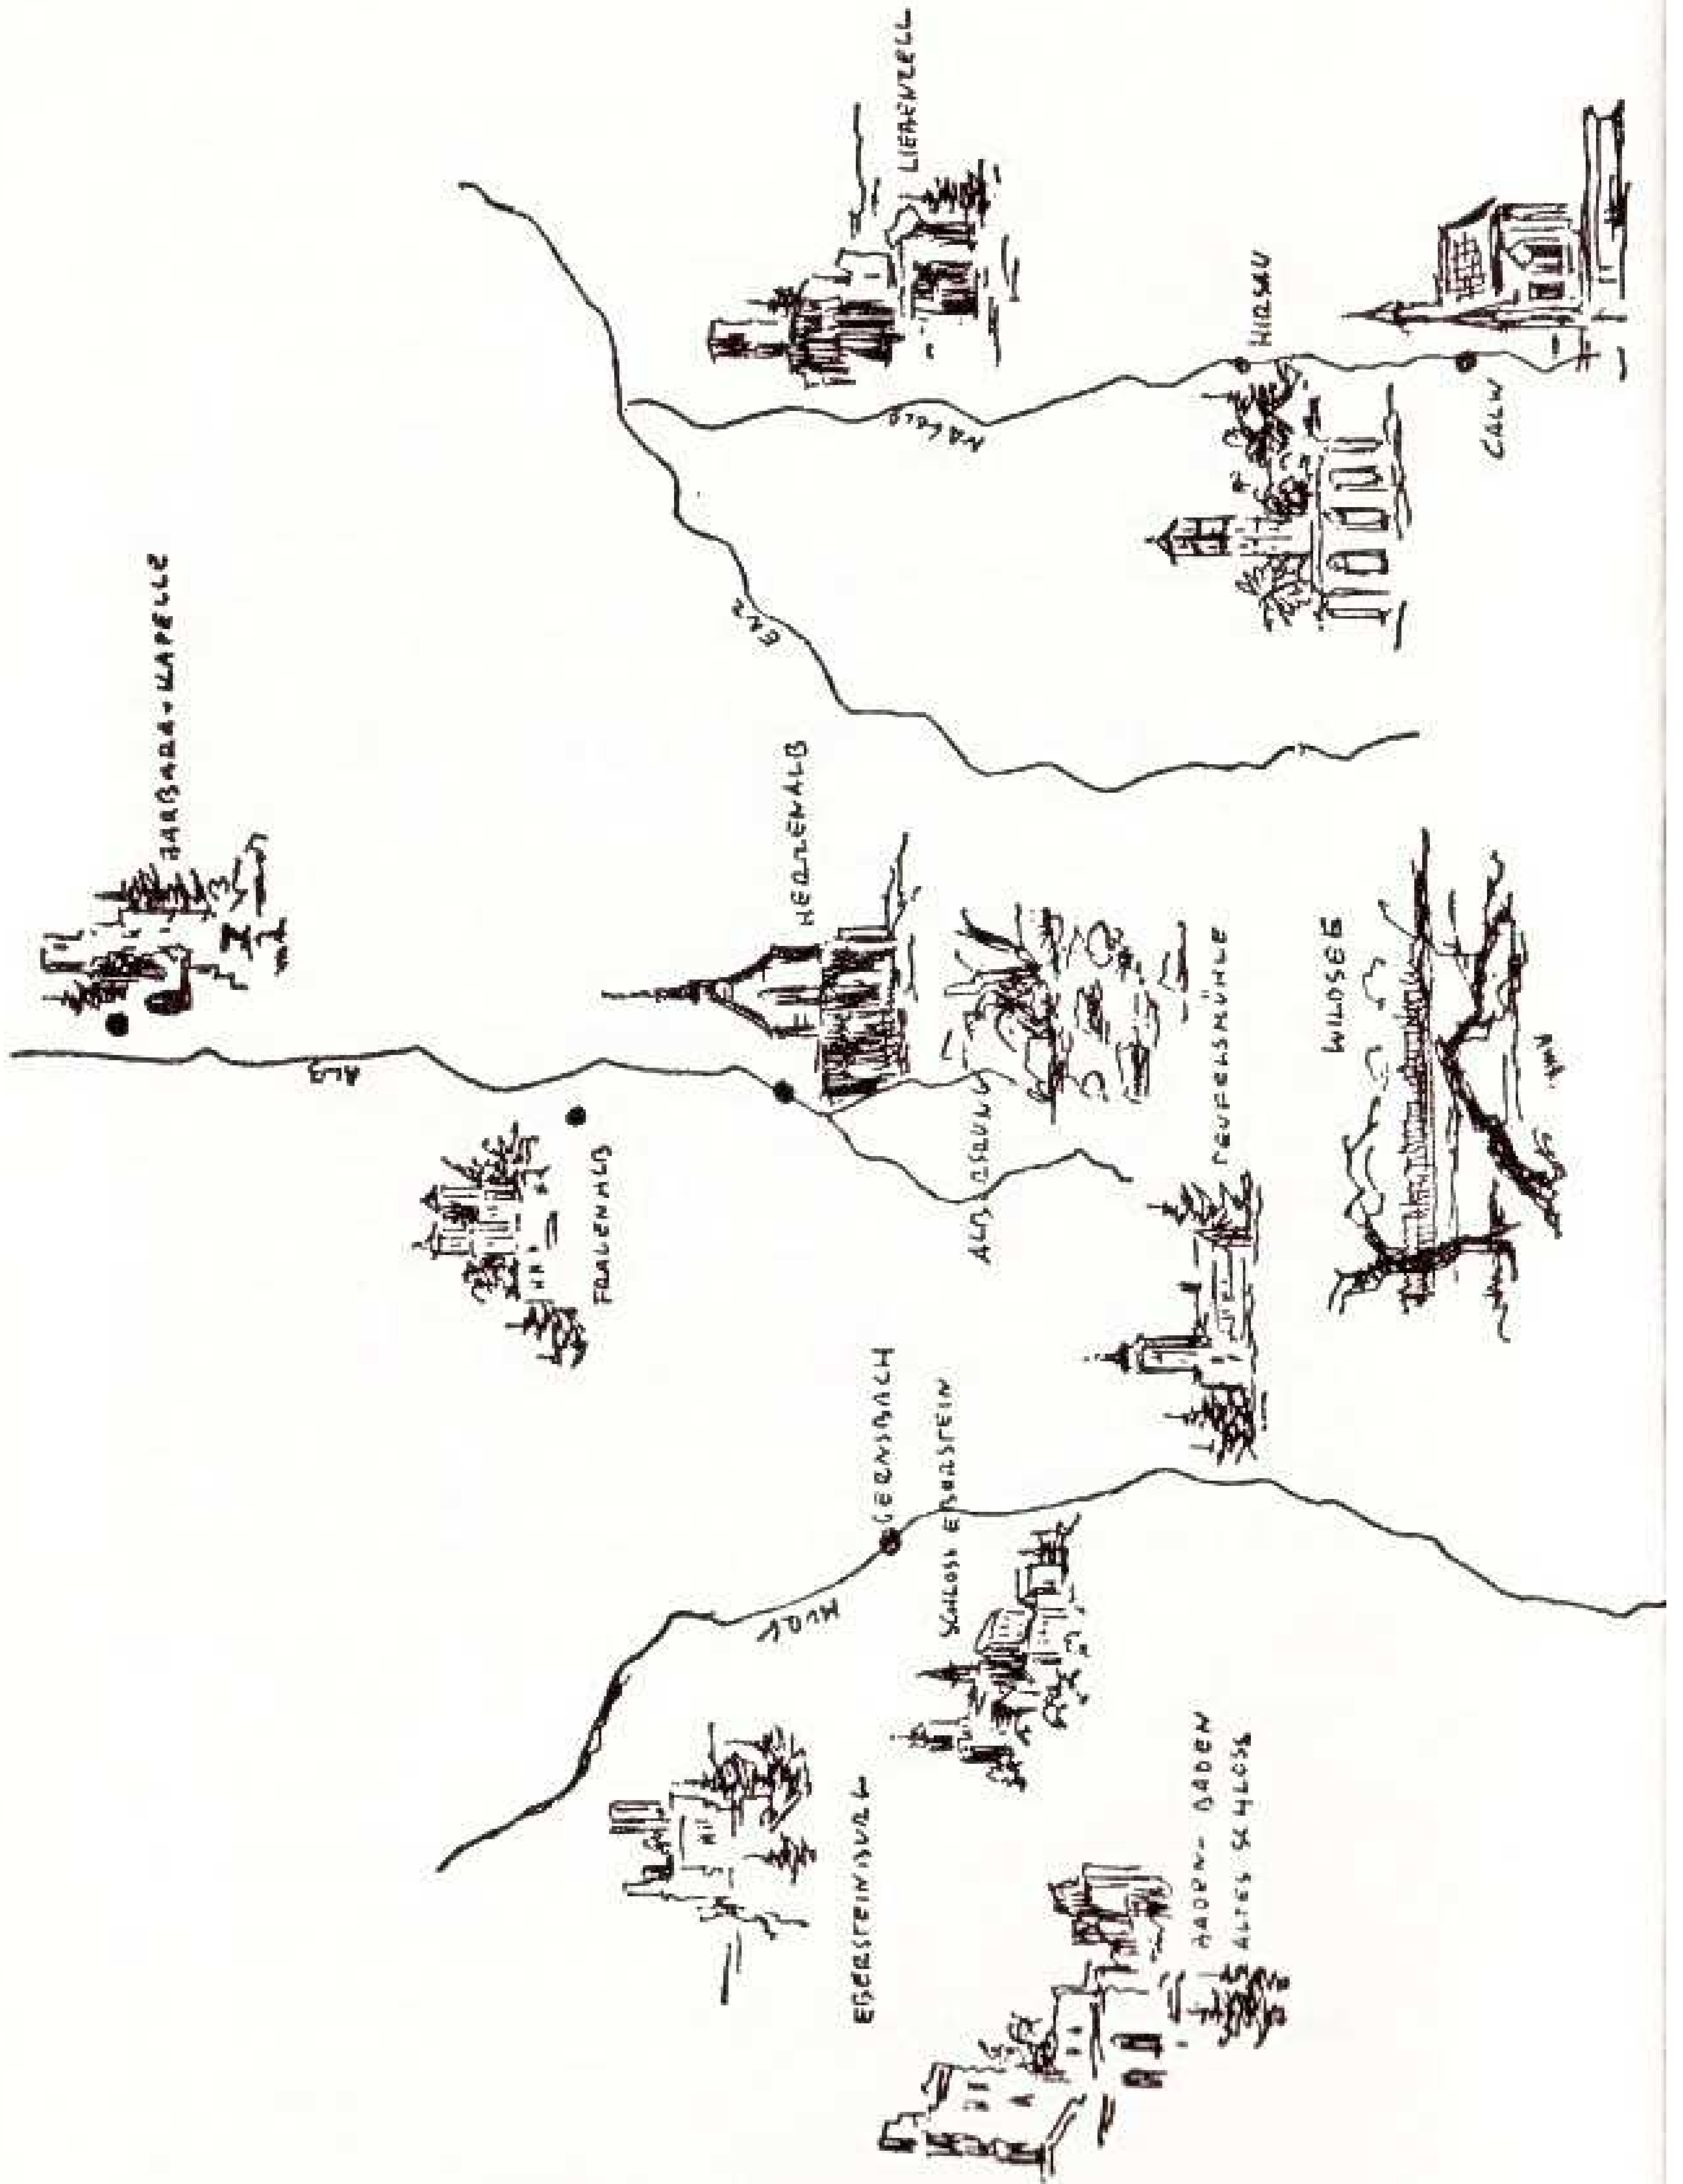 BARBARA-KAPELLE
ALB
FRAUENALB
HERRENALB
ALBURSPRUNG
TEUFELSMÜHLE
WILDSEE
ENZ
NAGOLD
LIEBENZELL
HIRSAU
CALW
MURG
GERNSBACH
SCHLOSS EBERSTEIN
EBERSTEINBURG
BADEN-BADEN
ALTES SCHLOSS